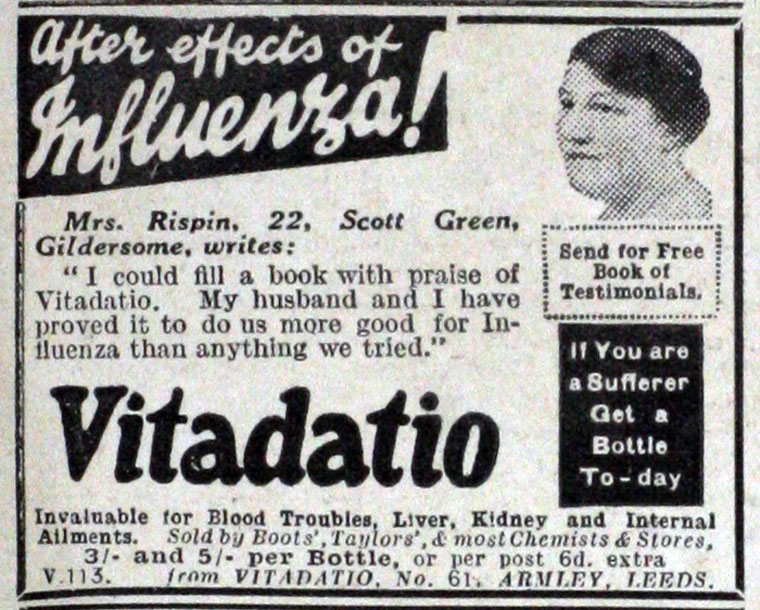 After effects of
Influenza!
Mrs. Rispin, 22, Scott Green,
Gildersome, writes:
"I could fill a book with praise of
Vitadatio. My husband and I have
proved it to do us more good for In-
fluenza than anything we tried."
Send for Free
Book of
Testimonials.
If You are
a Sufferer
Get a
Bottle
To-day
Vitadatio
Invaluable for Blood Troubles, Liver, Kidney and Internal
Ailments. Sold by Boots', Taylors', & most Chemists & Stores,
3/- and 5/- per Bottle, or per post 6d. extra
V.113. from VITADATIO, No. 61, ARMLEY, LEEDS.